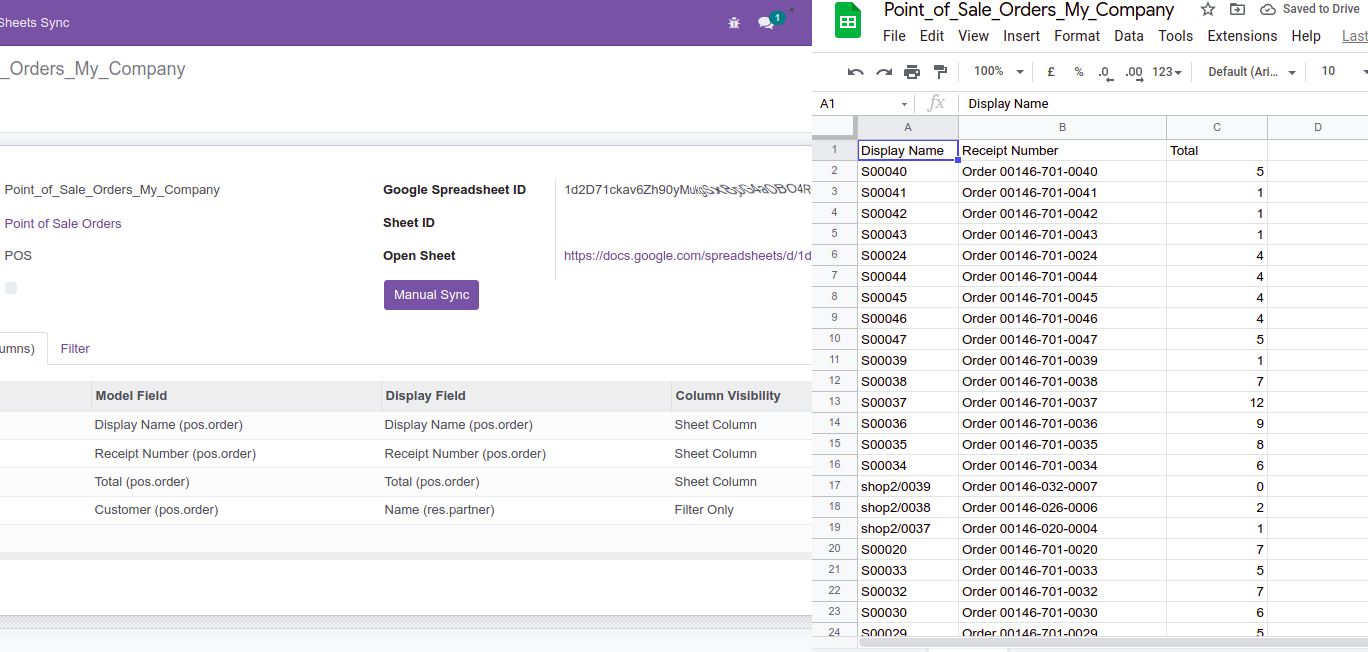 Sheets Sync
1
_Orders_My_Company
Point_of_Sale_Orders_My_Company
Google Spreadsheet ID
Point of Sale Orders
Sheet ID
POS
Open Sheet
https://docs.google.com/spreadsheets/d/1d
Manual Sync
umns)
Filter
Model Field
Display Field
Column Visibility
Display Name (pos.order)
Display Name (pos.order)
Sheet Column
Receipt Number (pos.order)
Receipt Number (pos.order)
Sheet Column
Total (pos.order)
Total (pos.order)
Sheet Column
Customer (pos.order)
Name (res.partner)
Filter Only
Point_of_Sale_Orders_My_Company
Saved to Drive
File Edit View Insert Format Data Tools Extensions Help Last
100% £ % .0 .00 123 Default (Ari... 10
A1 fx Display Name
A B C D
1 Display Name Receipt Number Total
2 S00040 Order 00146-701-0040 5
3 S00041 Order 00146-701-0041 1
4 S00042 Order 00146-701-0042 1
5 S00043 Order 00146-701-0043 1
6 S00024 Order 00146-701-0024 4
7 S00044 Order 00146-701-0044 4
8 S00045 Order 00146-701-0045 4
9 S00046 Order 00146-701-0046 4
10 S00047 Order 00146-701-0047 5
11 S00039 Order 00146-701-0039 1
12 S00038 Order 00146-701-0038 7
13 S00037 Order 00146-701-0037 12
14 S00036 Order 00146-701-0036 9
15 S00035 Order 00146-701-0035 8
16 S00034 Order 00146-701-0034 6
17 shop2/0039 Order 00146-032-0007 0
18 shop2/0038 Order 00146-026-0006 2
19 shop2/0037 Order 00146-020-0004 1
20 S00020 Order 00146-701-0020 7
21 S00033 Order 00146-701-0033 5
22 S00032 Order 00146-701-0032 7
23 S00030 Order 00146-701-0030 6
24 S00029 Order 00146-701-0029 5